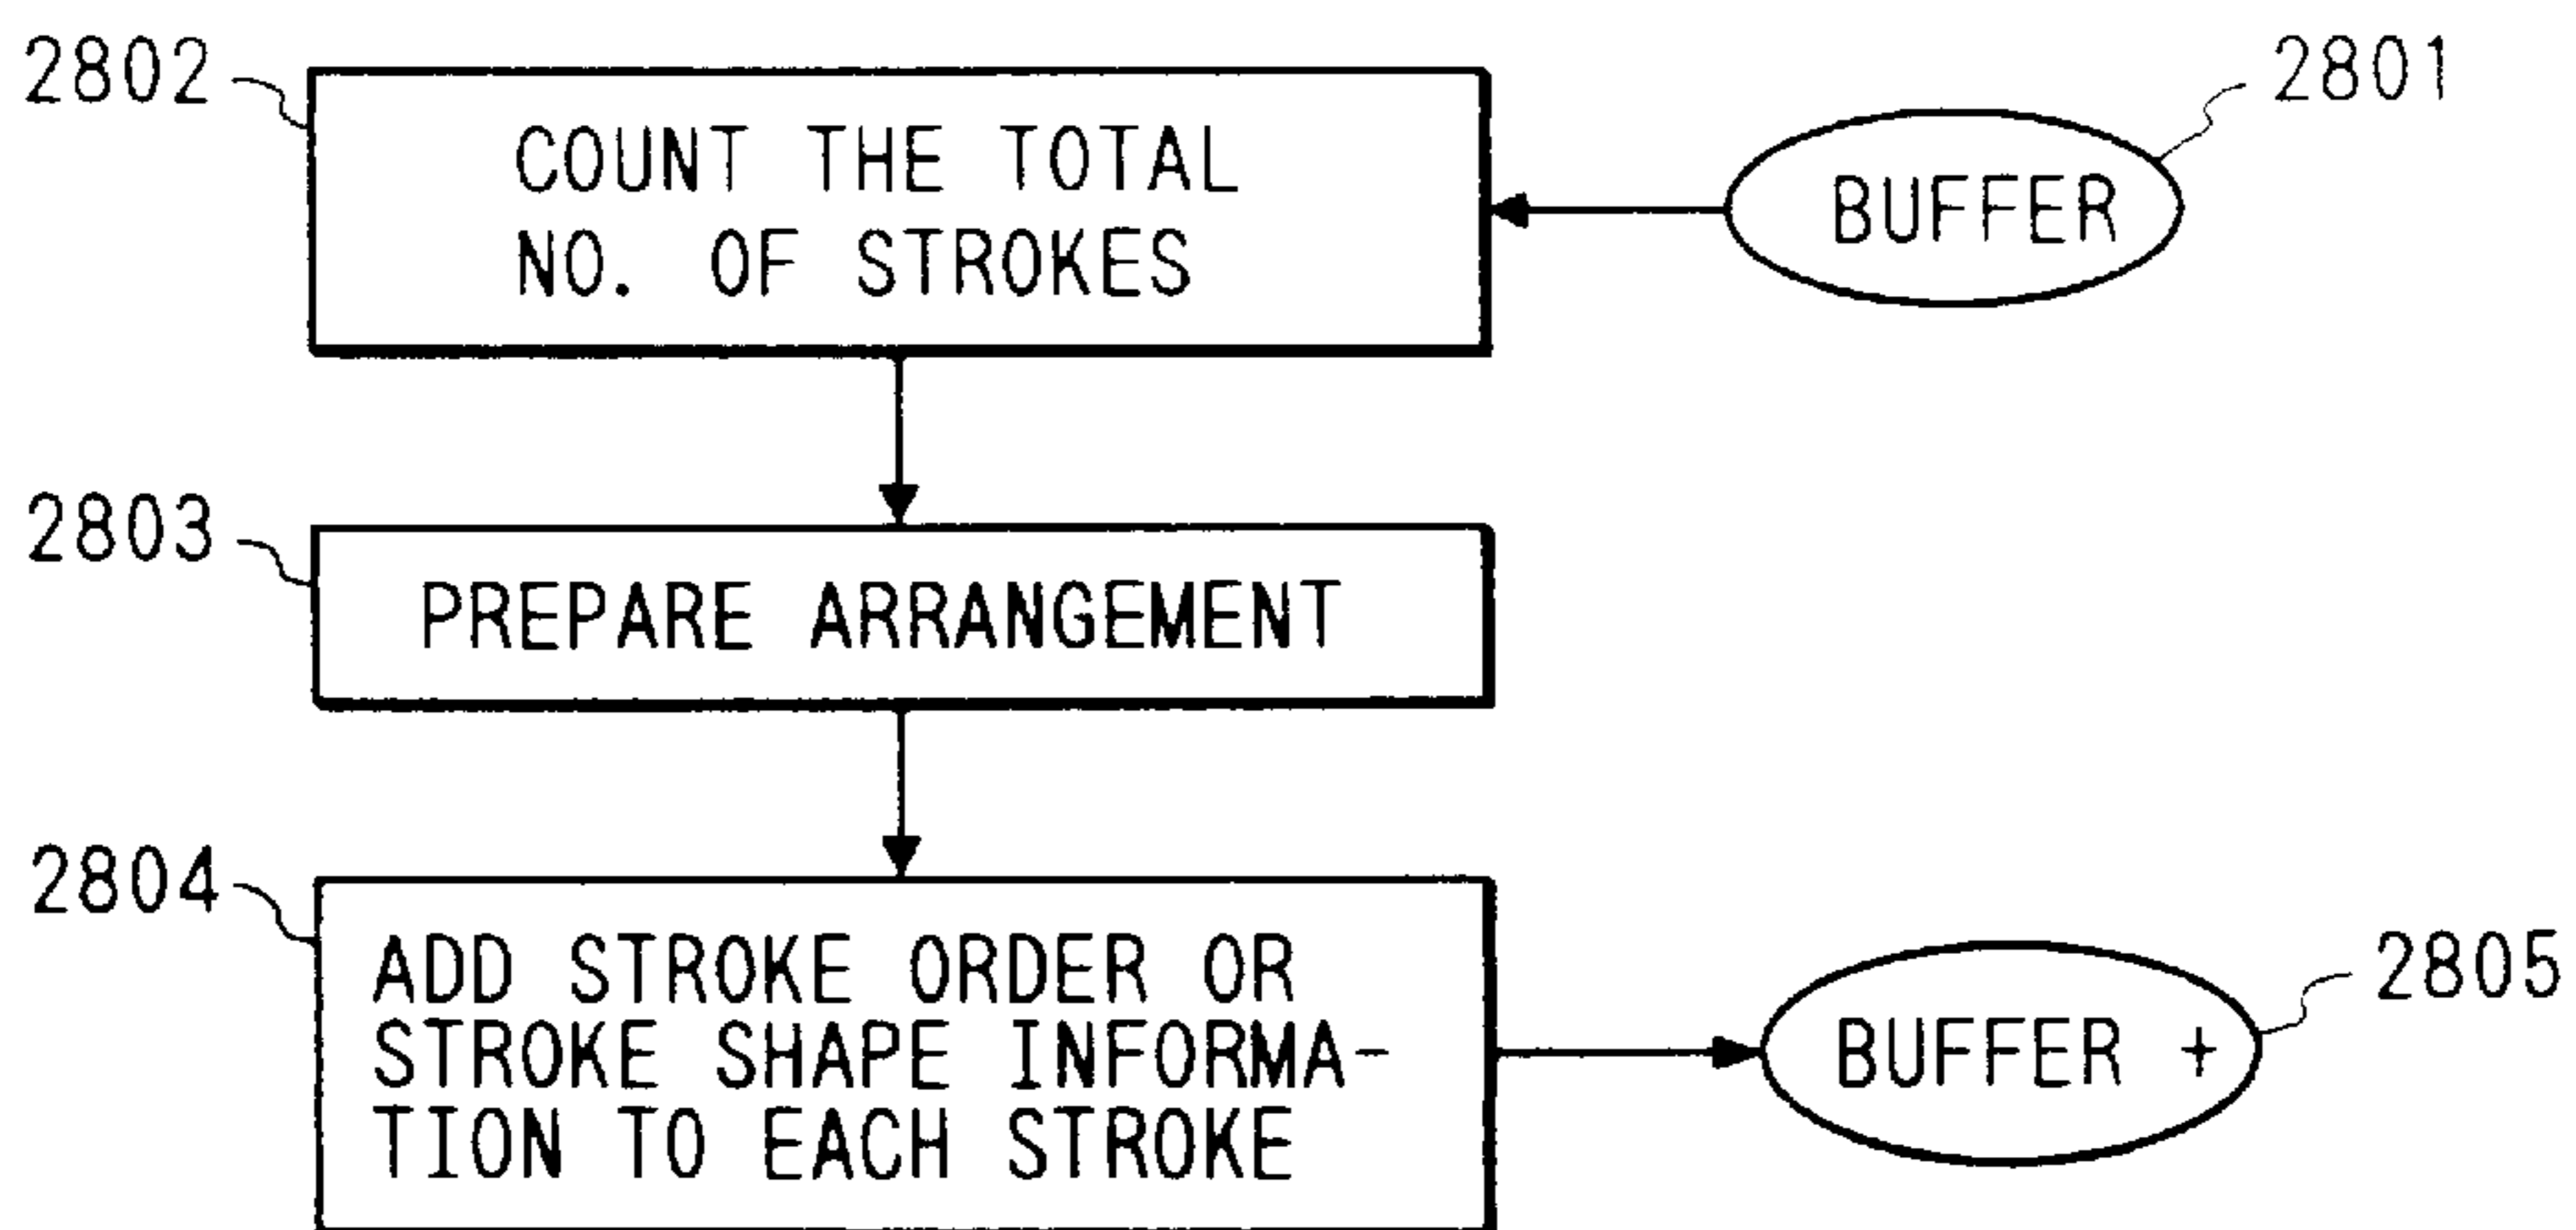 2802
COUNT THE TOTAL
NO. OF STROKES
2801
BUFFER
2803
PREPARE ARRANGEMENT
2804
ADD STROKE ORDER OR
STROKE SHAPE INFORMA-
TION TO EACH STROKE
2805
BUFFER +